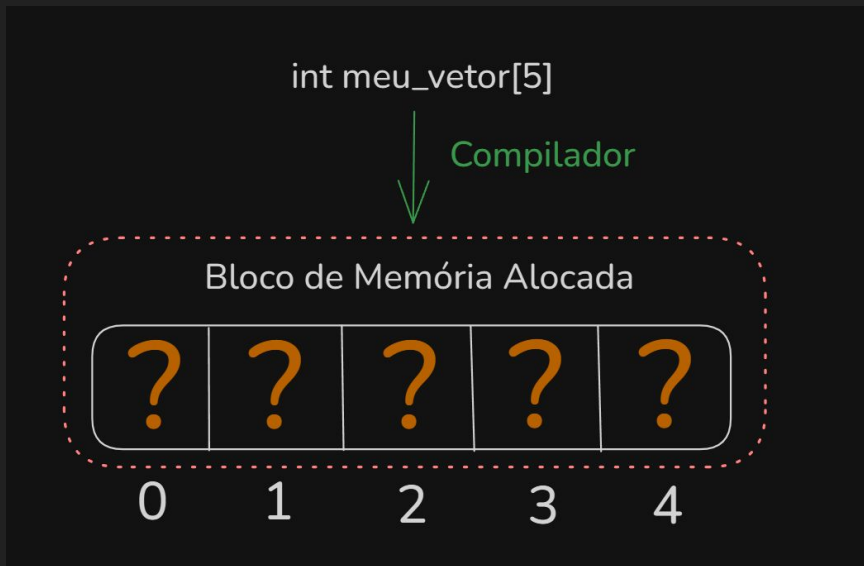 int meu_vetor[5]
Compilador
Bloco de Memória Alocada
? ? ? ? ?
0 1 2 3 4